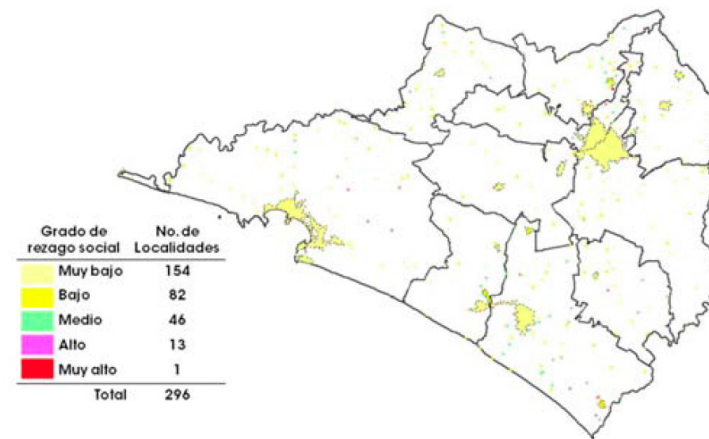 Grado de rezago social No. de Localidades
Muy bajo 154
Bajo 82
Medio 46
Alto 13
Muy alto 1
Total 296